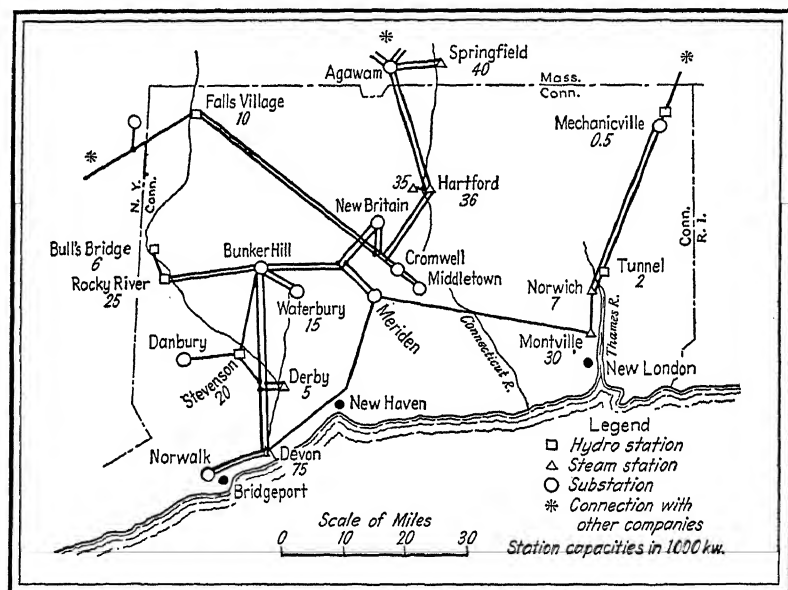 Springfield
40
Agawam
Mass.
Conn.
Falls Village
10
Mechanicville
0.5
N. Y.
Conn.
35
Hartford
36
New Britain
Conn.
R. I.
Bull's Bridge
6
Rocky River
25
Bunker Hill
Cromwell
Middletown
Tunnel
2
Norwich
7
Waterbury
15
Meriden
Connecticut R.
Thames R.
Montville
30
Danbury
Stevenson
20
Derby
5
New London
New Haven
Norwalk
Devon
75
Bridgeport
Legend
Hydro station
Steam station
Substation
Connection with
other companies
Station capacities in 1000 kw.
Scale of Miles
0 10 20 30